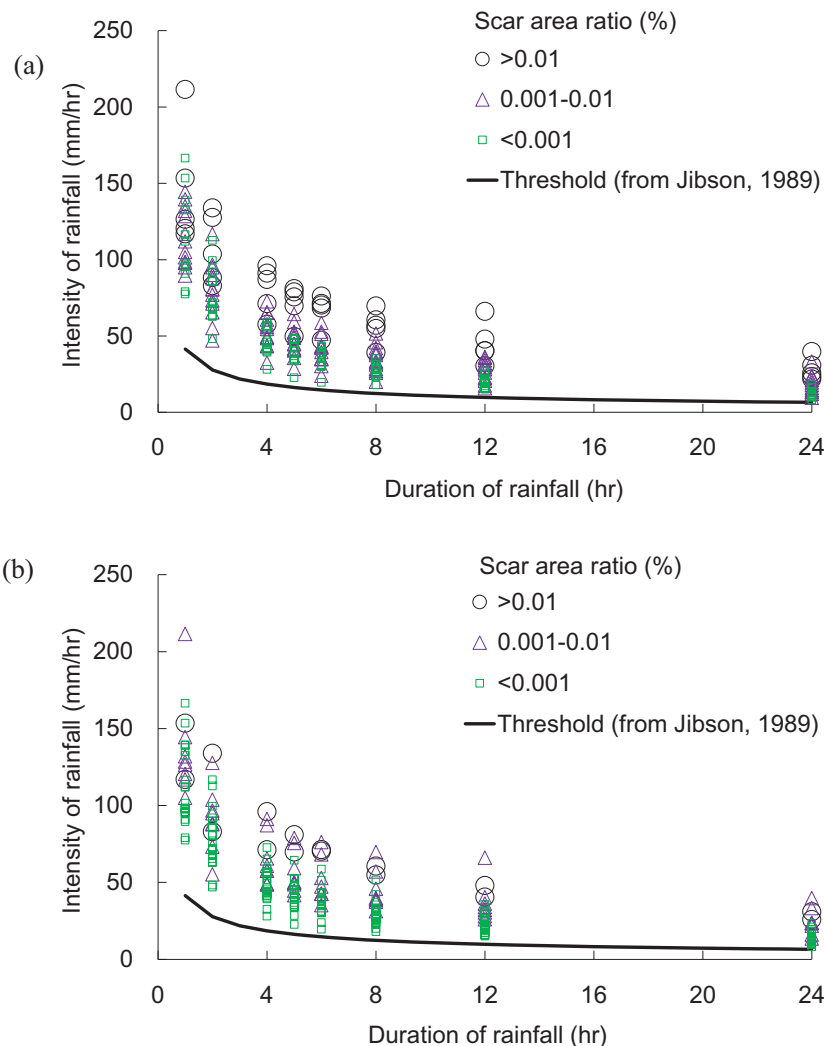 (a)
Scar area ratio (%)
>0.01
0.001-0.01
<0.001
Threshold (from Jibson, 1989)
Intensity of rainfall (mm/hr)
250
200
150
100
50
0
0 4 8 12 16 20 24
Duration of rainfall (hr)
(b)
Scar area ratio (%)
>0.01
0.001-0.01
<0.001
Threshold (from Jibson, 1989)
Intensity of rainfall (mm/hr)
250
200
150
100
50
0
0 4 8 12 16 20 24
Duration of rainfall (hr)